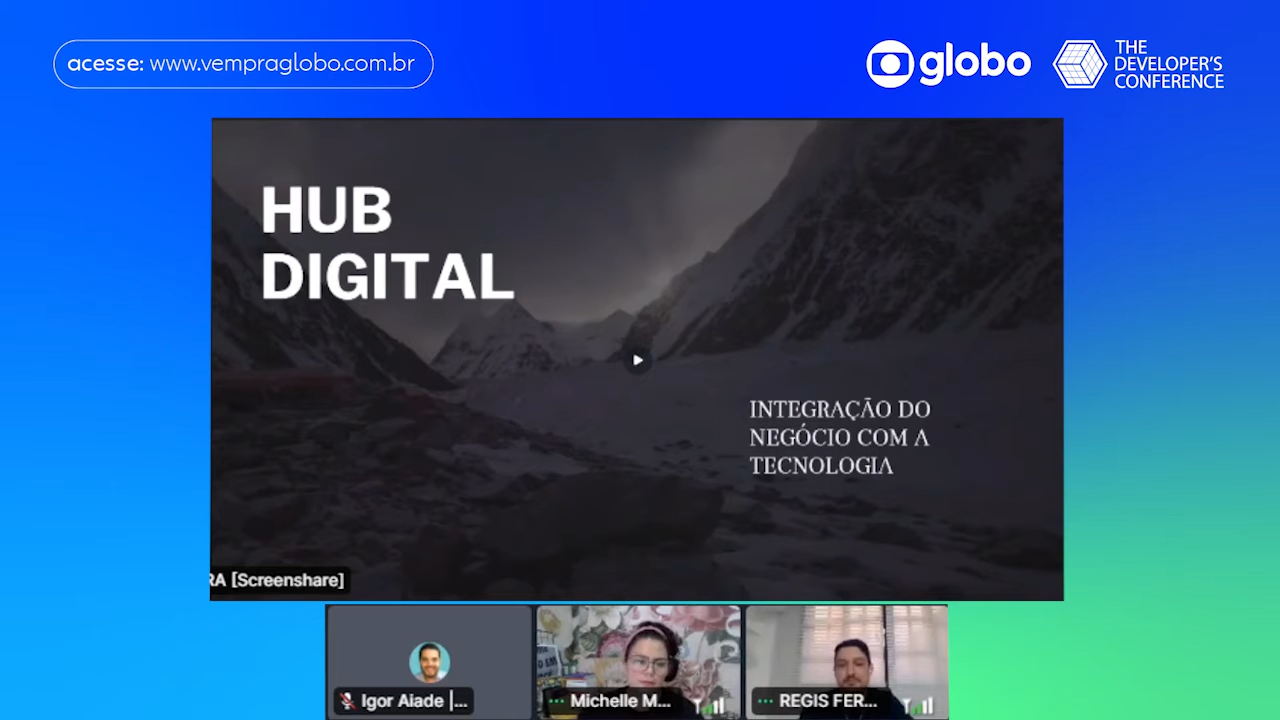 acesse: www.vempraglobo.com.br
globo
THE
DEVELOPER'S
CONFERENCE
HUB
DIGITAL
INTEGRAÇÃO DO
NEGÓCIO COM A
TECNOLOGIA
RA [Screenshare]
Igor Aiade |...
Michelle M...
REGIS FER...